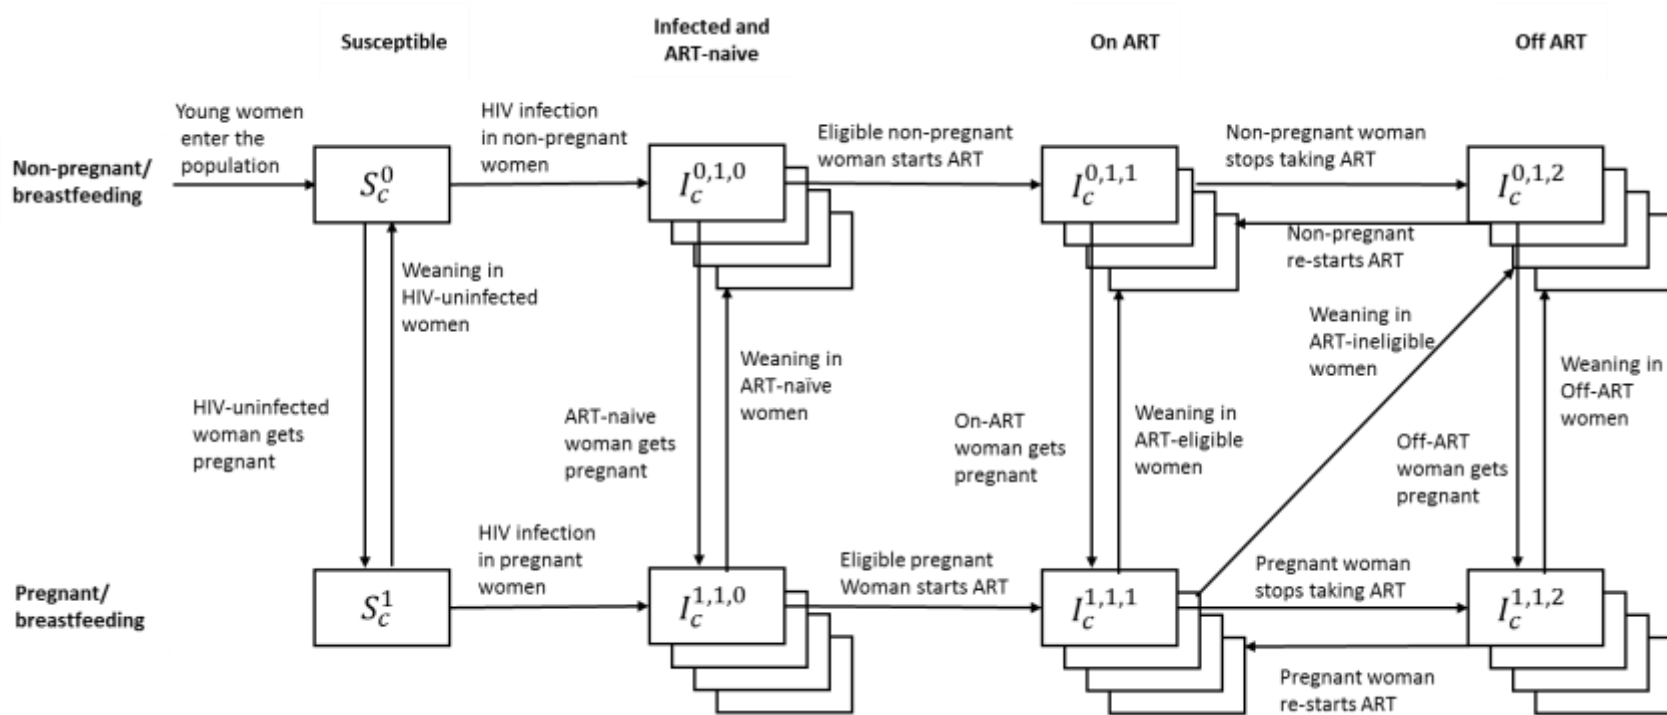 Susceptible
Infected and
ART-naive
On ART
Off ART
Young women
enter the
population
HIV infection
in non-pregnant
women
Eligible non-pregnant
woman starts ART
Non-pregnant woman
stops taking ART
Non-pregnant/
breastfeeding
S_c^0
I_c^{0,1,0}
I_c^{0,1,1}
I_c^{0,1,2}
Non-pregnant
re-starts ART
Weaning in
HIV-uninfected
women
Weaning in
ART-naïve
women
Weaning in
ART-ineligible
women
Weaning in
Off-ART
women
HIV-uninfected
woman gets
pregnant
ART-naive
woman gets
pregnant
On-ART
woman gets
pregnant
Weaning in
ART-eligible
women
Off-ART
woman gets
pregnant
HIV infection
in pregnant
women
Eligible pregnant
Woman starts ART
Pregnant woman
stops taking ART
Pregnant/
breastfeeding
S_c^1
I_c^{1,1,0}
I_c^{1,1,1}
I_c^{1,1,2}
Pregnant woman
re-starts ART